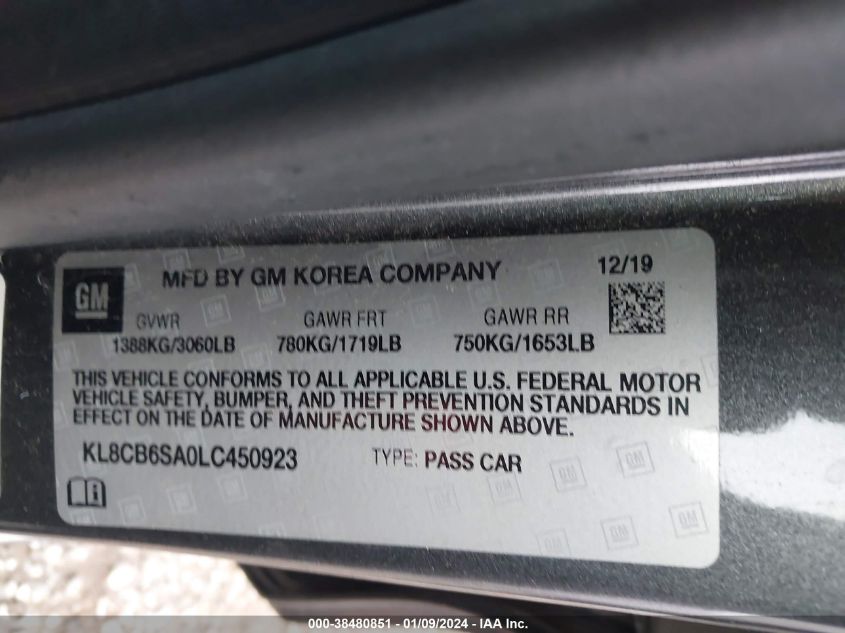 GM
MFD BY GM KOREA COMPANY
12/19
GVWR
GAWR FRT
GAWR RR
1388KG/3060LB
780KG/1719LB
750KG/1653LB
THIS VEHICLE CONFORMS TO ALL APPLICABLE U.S. FEDERAL MOTOR
VEHICLE SAFETY, BUMPER, AND THEFT PREVENTION STANDARDS IN
EFFECT ON THE DATE OF MANUFACTURE SHOWN ABOVE.
KL8CB6SA0LC450923
TYPE: PASS CAR
000-38480851 - 01/09/2024 - IAA Inc.